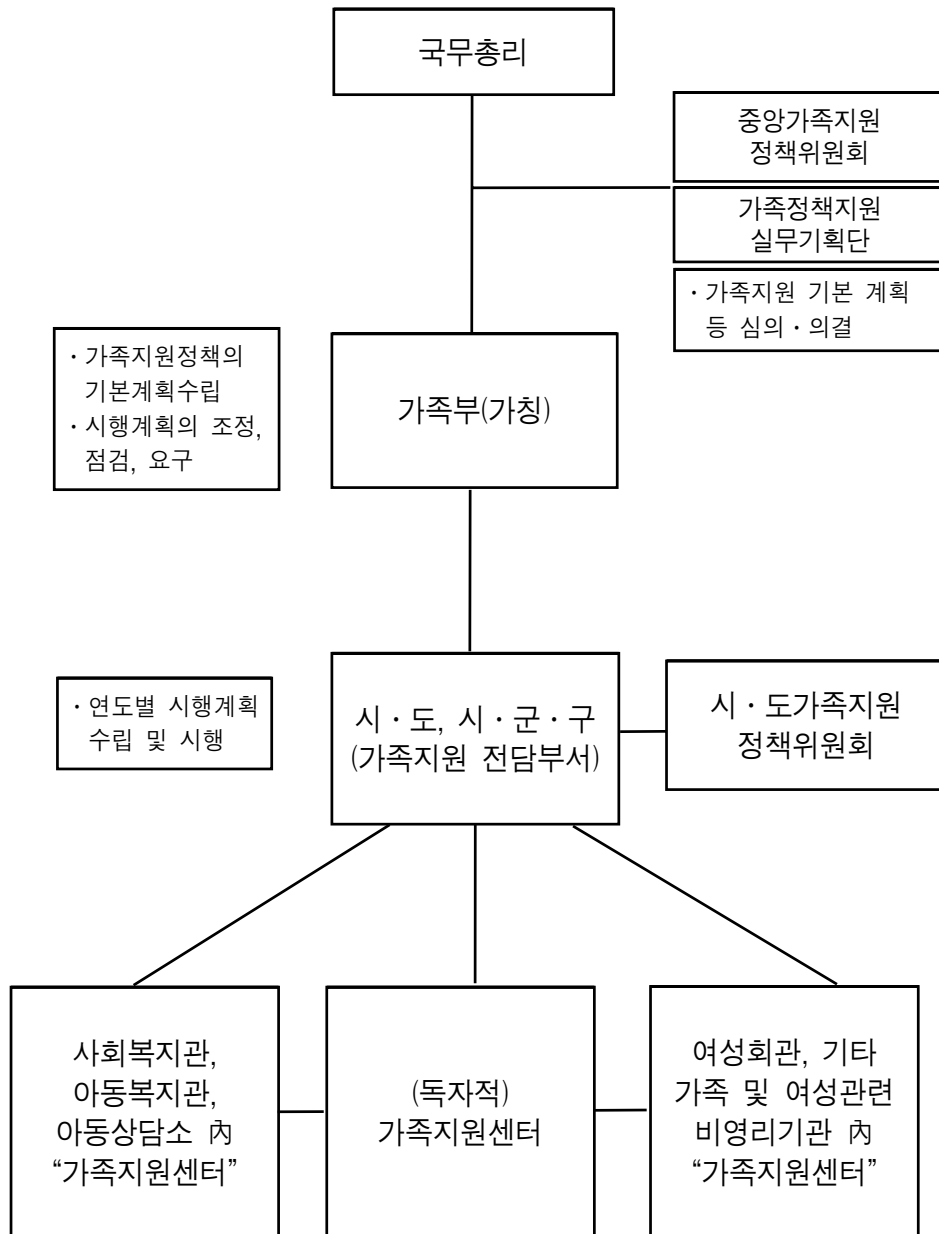 국무총리
중앙가족지원
정책위원회
가족정책지원
실무기획단
· 가족지원 기본 계획
등 심의 · 의결
· 가족지원정책의
기본계획수립
· 시행계획의 조정,
점검, 요구
가족부(가칭)
· 연도별 시행계획
수립 및 시행
시 · 도, 시 · 군 · 구
(가족지원 전담부서)
시 · 도가족지원
정책위원회
사회복지관,
아동복지관,
아동상담소 內
“가족지원센터”
(독자적)
가족지원센터
여성회관, 기타
가족 및 여성관련
비영리기관 內
“가족지원센터”